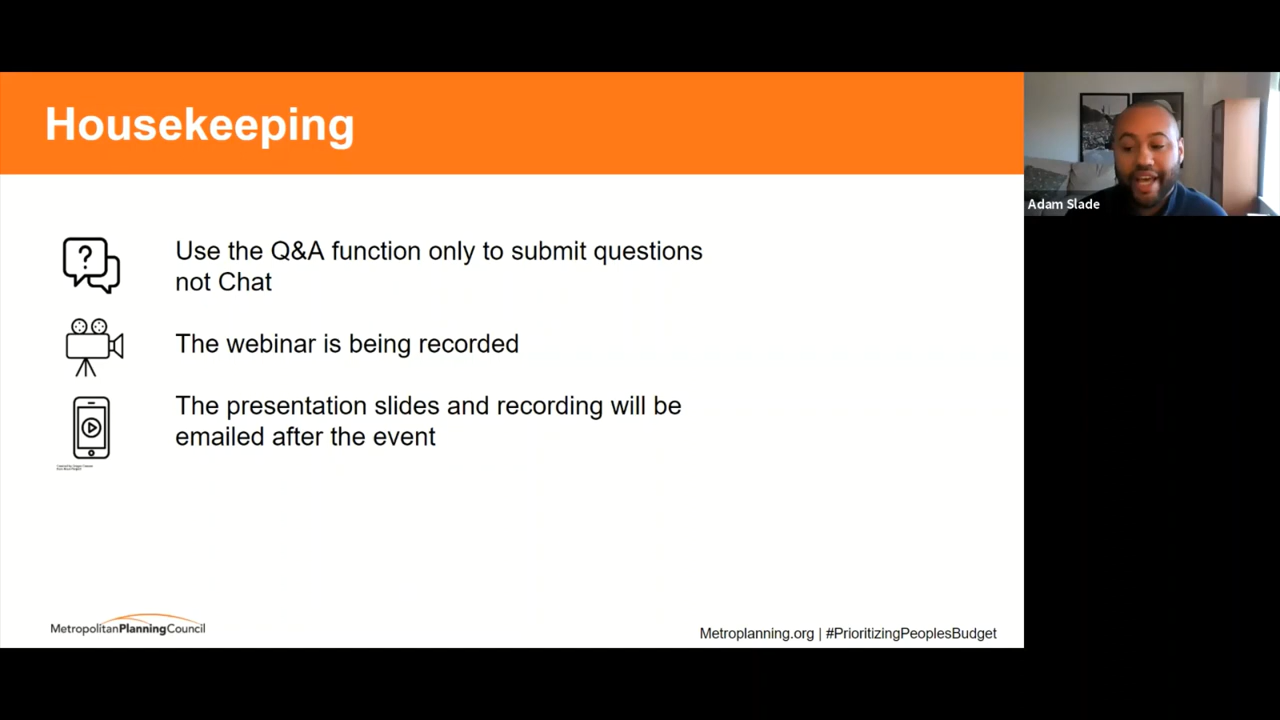 Housekeeping
Adam Slade
Use the Q&A function only to submit questions
not Chat
The webinar is being recorded
The presentation slides and recording will be
emailed after the event
MetropolitanPlanningCouncil
Metroplanning.org | #PrioritizingPeoplesBudget